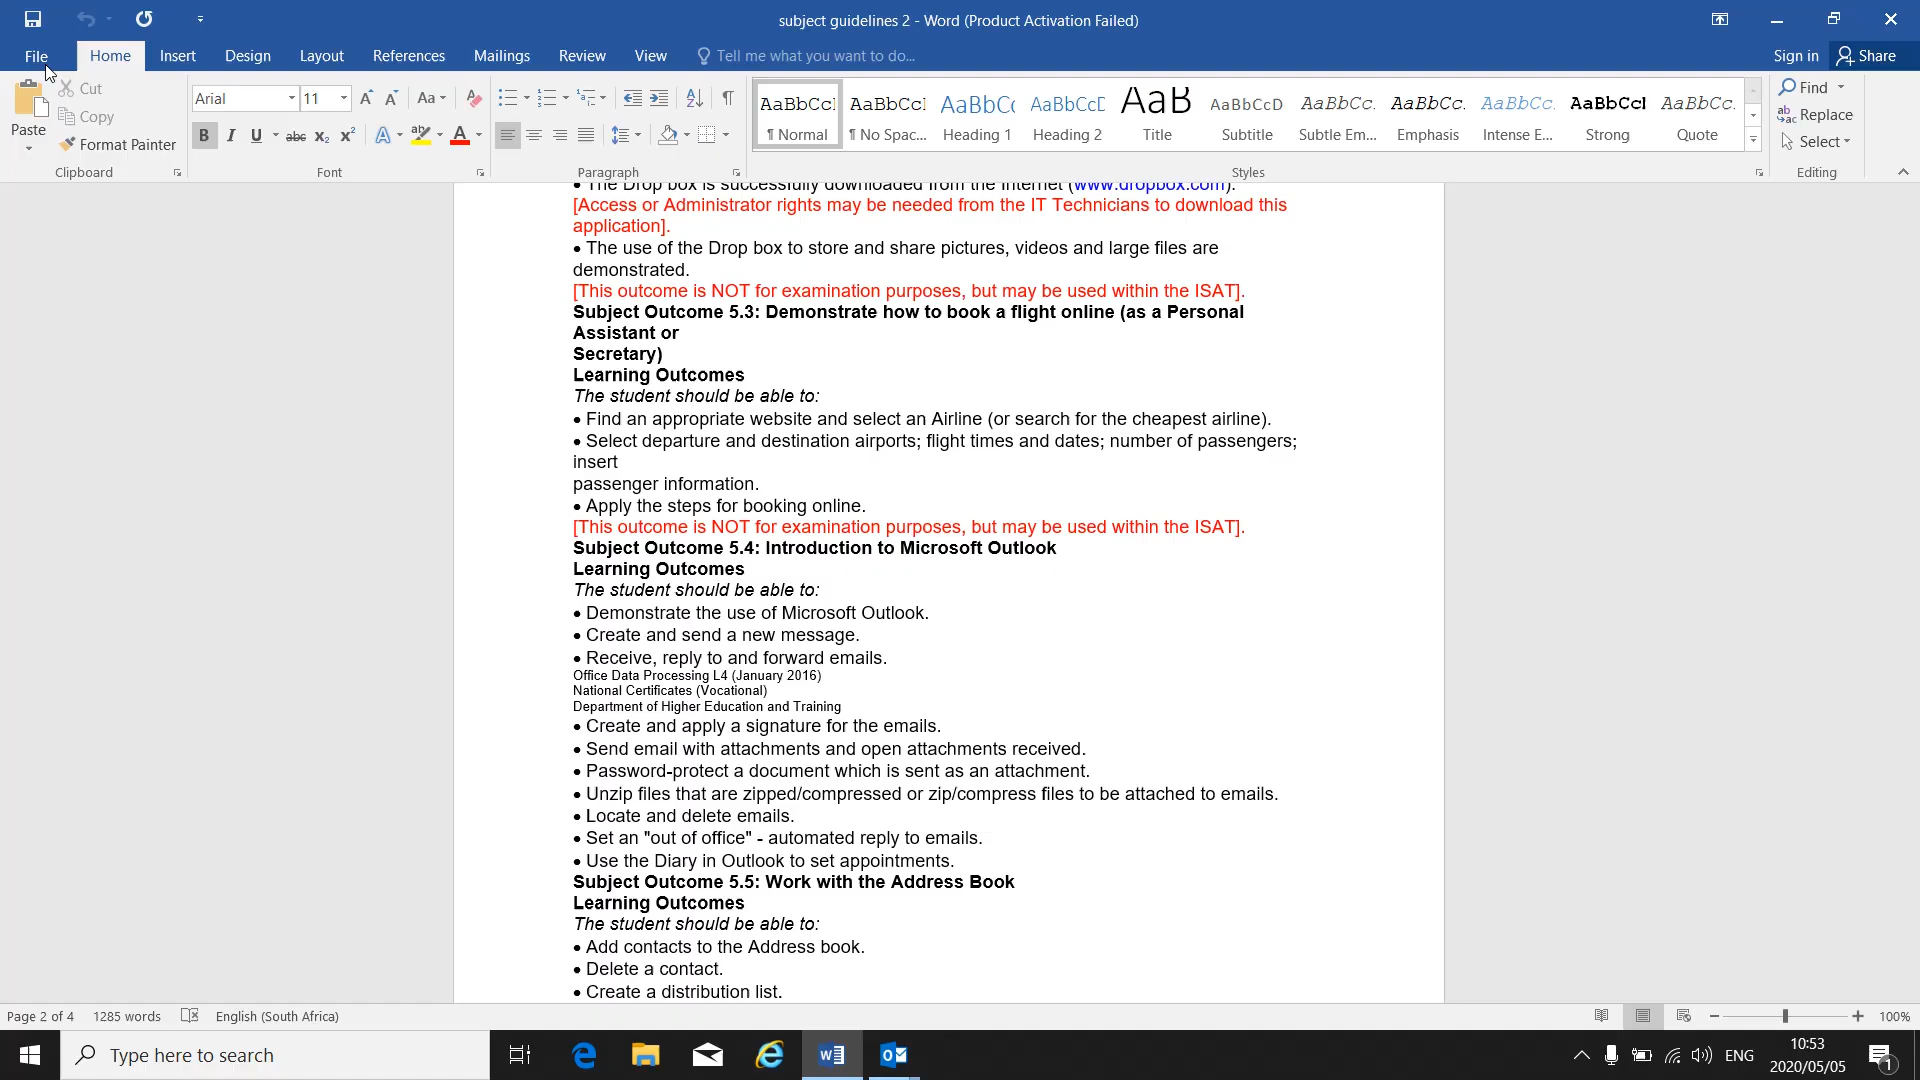 subject guidelines 2 - Word (Product Activation Failed)
File Home Insert Design Layout References Mailings Review View Tell me what you want to do... Sign in Share
Paste Cut Copy Format Painter
Arial 11
AaBbCcI AaBbCcI AaBbCc AaBbCcD AaB AaBbCcD AaBbCc. AaBbCc. AaBbCc. AaBbCcI AaBbCc.
¶ Normal ¶ No Spac... Heading 1 Heading 2 Title Subtitle Subtle Em... Emphasis Intense E... Strong Quote
Find Replace Select
Clipboard Font Paragraph Styles Editing
• The Drop box is successfully downloaded from the Internet (www.dropbox.com).
[Access or Administrator rights may be needed from the IT Technicians to download this
application].
• The use of the Drop box to store and share pictures, videos and large files are
demonstrated.
[This outcome is NOT for examination purposes, but may be used within the ISAT].
Subject Outcome 5.3: Demonstrate how to book a flight online (as a Personal
Assistant or
Secretary)
Learning Outcomes
The student should be able to:
• Find an appropriate website and select an Airline (or search for the cheapest airline).
• Select departure and destination airports; flight times and dates; number of passengers;
insert
passenger information.
• Apply the steps for booking online.
[This outcome is NOT for examination purposes, but may be used within the ISAT].
Subject Outcome 5.4: Introduction to Microsoft Outlook
Learning Outcomes
The student should be able to:
• Demonstrate the use of Microsoft Outlook.
• Create and send a new message.
• Receive, reply to and forward emails.
Office Data Processing L4 (January 2016)
National Certificates (Vocational)
Department of Higher Education and Training
• Create and apply a signature for the emails.
• Send email with attachments and open attachments received.
• Password-protect a document which is sent as an attachment.
• Unzip files that are zipped/compressed or zip/compress files to be attached to emails.
• Locate and delete emails.
• Set an "out of office" - automated reply to emails.
• Use the Diary in Outlook to set appointments.
Subject Outcome 5.5: Work with the Address Book
Learning Outcomes
The student should be able to:
• Add contacts to the Address book.
• Delete a contact.
• Create a distribution list.
Page 2 of 4 1285 words English (South Africa) 100%
Type here to search ENG 10:53
2020/05/05 1